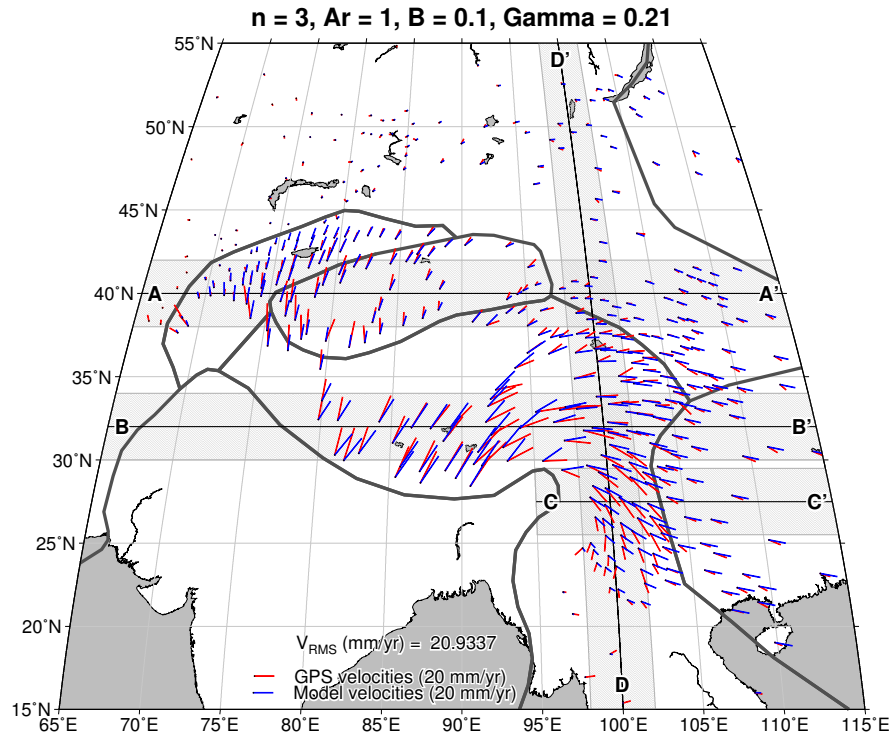 n = 3, Ar = 1, B = 0.1, Gamma = 0.21
55°N
D'
50°N
45°N
A
40°N
A'
35°N
B
B'
30°N
C
C'
25°N
20°N
V_RMS (mm/yr) = 20.9337
GPS velocities (20 mm/yr)
Model velocities (20 mm/yr)
D
15°N
65°E 70°E 75°E 80°E 85°E 90°E 95°E 100°E 105°E 110°E 115°E